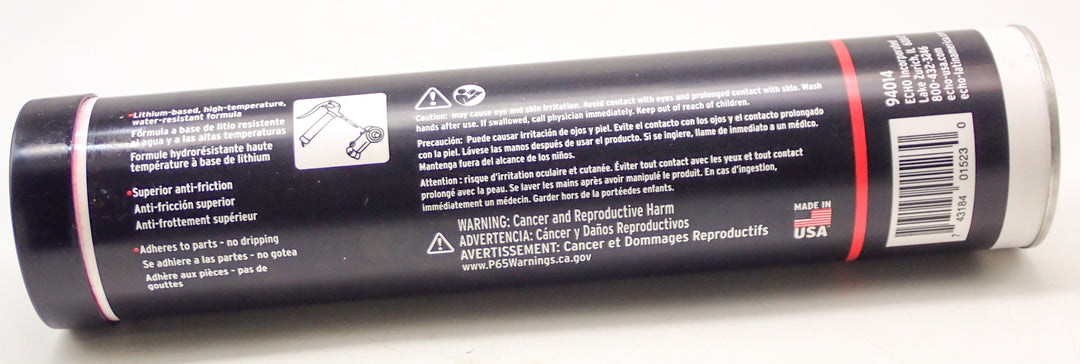 •Lithium-based, high-temperature,
water-resistant formula
Fórmula a base de litio resistente
al agua y a las altas temperaturas
Formule hydrorésistante haute
température à base de lithium
•Superior anti-friction
Anti-fricción superior
Anti-frottement supérieur
•Adheres to parts - no dripping
Se adhiere a las partes - no gotea
Adhère aux pièces - pas de
gouttes
Caution: may cause eye and skin irritation. Avoid contact with eyes and prolonged contact with skin. Wash
hands after use. If swallowed, call physician immediately. Keep out of reach of children.
Precaución: Puede causar irritación de ojos y piel. Evite el contacto con los ojos y el contacto prolongado
con la piel. Lávese las manos después de usar el producto. Si se ingiere, llame de inmediato a un médico.
Mantenga fuera del alcance de los niños.
Attention : risque d'irritation oculaire et cutanée. Éviter tout contact avec les yeux et tout contact
prolongé avec la peau. Se laver les mains après avoir manipulé le produit. En cas d'ingestion,
immédiatement un médecin. Garder hors de la portéedes enfants.
WARNING: Cancer and Reproductive Harm
ADVERTENCIA: Cáncer y Daños Reproductivos
AVERTISSEMENT: Cancer et Dommages Reproductifs
www.P65Warnings.ca.gov
MADE IN
USA
94014
ECHO Incorporated
Lake Zurich, IL
800-432-3246
echo-usa.com
7 43184 01523 0